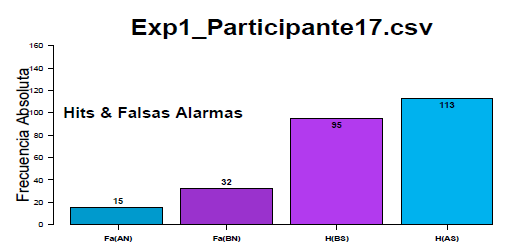 Exp1_Participante17.csv
Frecuencia Absoluta
160
140
120
100
80
60
40
20
0
Hits & Falsas Alarmas
15
32
95
113
Fa(AN)
Fa(BN)
H(BS)
H(AS)